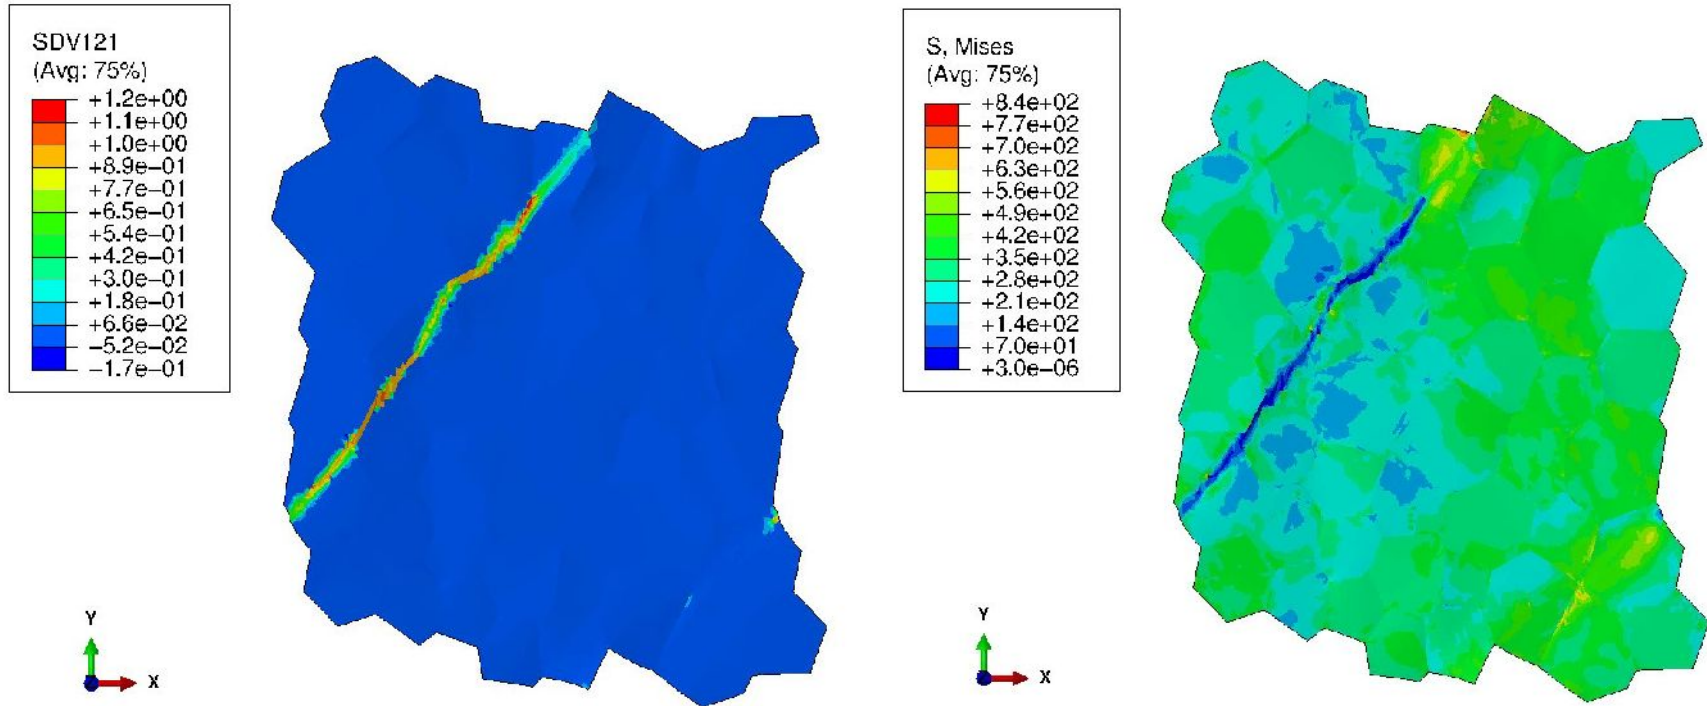 SDV121
(Avg: 75%)
+1.2e+00
+1.1e+00
+1.0e+00
+8.9e-01
+7.7e-01
+6.5e-01
+5.4e-01
+4.2e-01
+3.0e-01
+1.8e-01
+6.6e-02
-5.2e-02
-1.7e-01
Y
X
S, Mises
(Avg: 75%)
+8.4e+02
+7.7e+02
+7.0e+02
+6.3e+02
+5.6e+02
+4.9e+02
+4.2e+02
+3.5e+02
+2.8e+02
+2.1e+02
+1.4e+02
+7.0e+01
+3.0e-06
Y
X